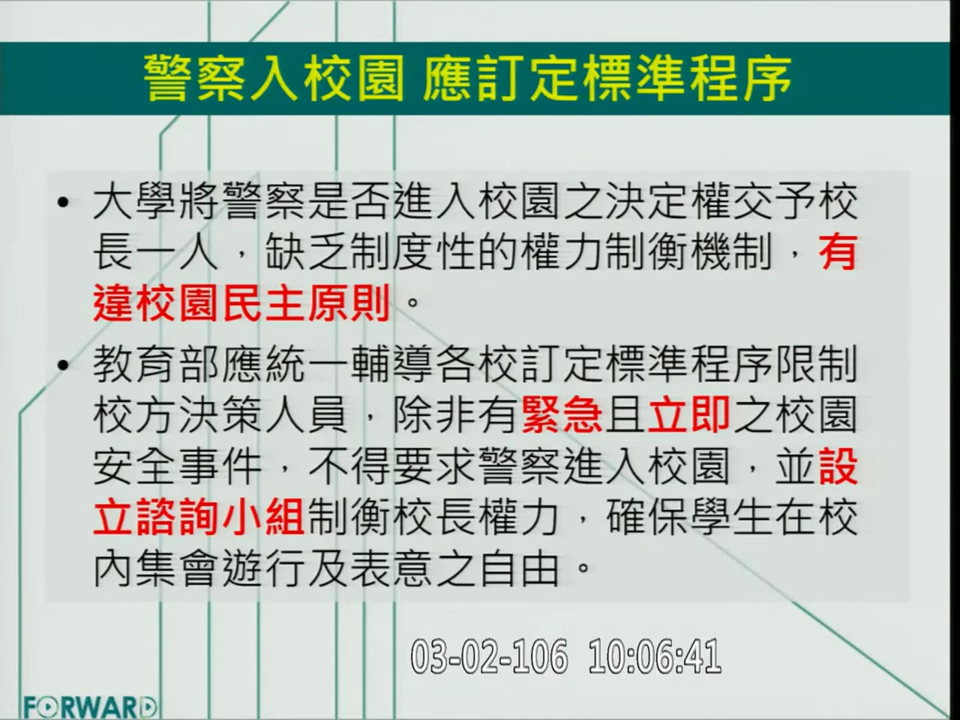 警察入校園 應訂定標準程序
• 大學將警察是否進入校園之決定權交予校
長一人，缺乏制度性的權力制衡機制，有
違校園民主原則。
• 教育部應統一輔導各校訂定標準程序限制
校方決策人員，除非有緊急且立即之校園
安全事件，不得要求警察進入校園，並設
立諮詢小組制衡校長權力，確保學生在校
內集會遊行及表意之自由。
03-02-106 10:06:41
FORWARD